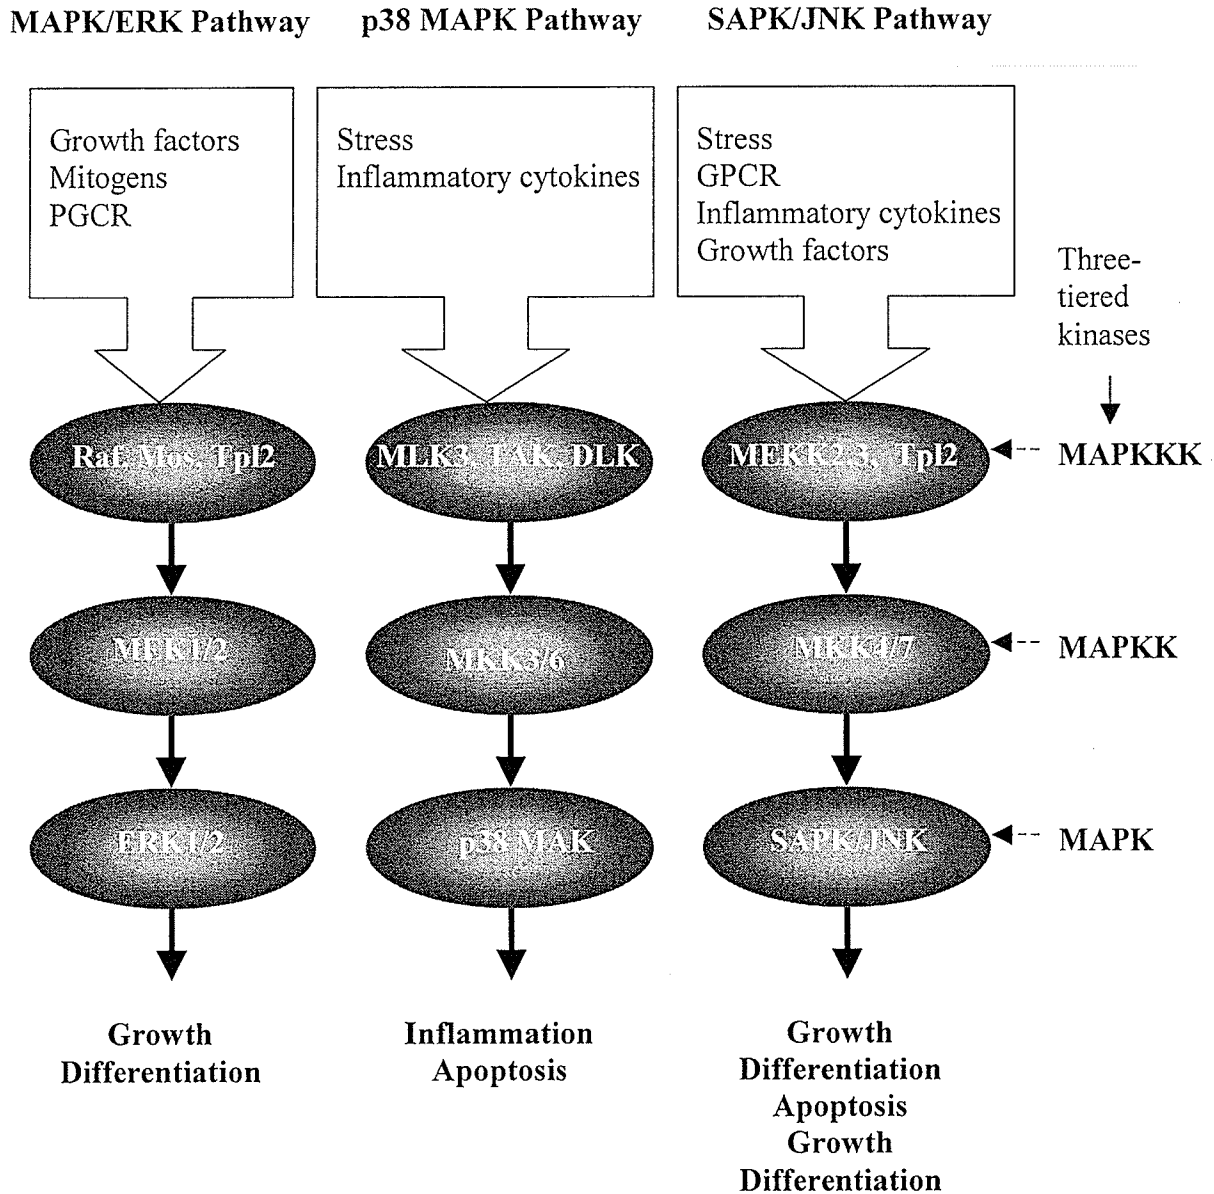 MAPK/ERK Pathway
p38 MAPK Pathway
SAPK/JNK Pathway
Growth factors
Mitogens
PGCR
Stress
Inflammatory cytokines
Stress
GPCR
Inflammatory cytokines
Growth factors
Three-
tiered
kinases
Raf, Mos, Tpl2
MLK3, TAK, DLK
MEKK2,3, Tpl2
MAPKKK
MEK1/2
MKK3/6
MKK4/7
MAPKK
ERK1/2
p38 MAK
SAPK/JNK
MAPK
Growth
Differentiation
Inflammation
Apoptosis
Growth
Differentiation
Apoptosis
Growth
Differentiation